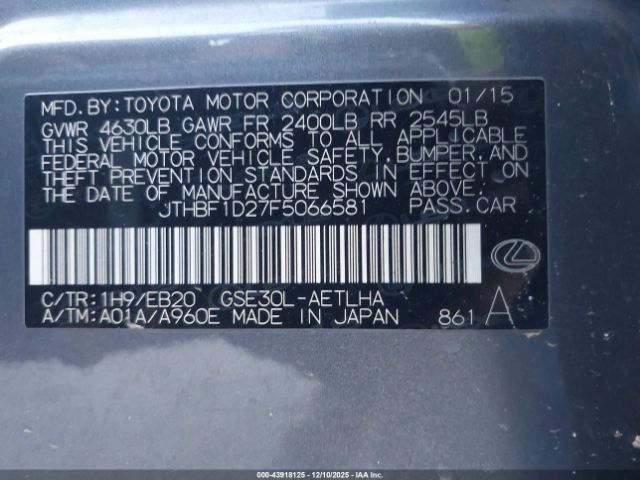 MFD.BY:TOYOTA MOTOR CORPORATION 01/15
GVWR 4630LB GAWR FR 2400LB RR 2545LB
THIS VEHICLE CONFORMS TO ALL APPLICABLE
FEDERAL MOTOR VEHICLE SAFETY,BUMPER,AND
THEFT PREVENTION STANDARDS IN EFFECT ON
THE DATE OF MANUFACTURE SHOWN ABOVE.
JTHBF1D27F5066581 PASS.CAR
C/TR:1H9/EB20 GSE30L-AETLHA
A/TM:A01A/A960E MADE IN JAPAN 861 A
000-43918125 - 12/10/2025 - IAA Inc.